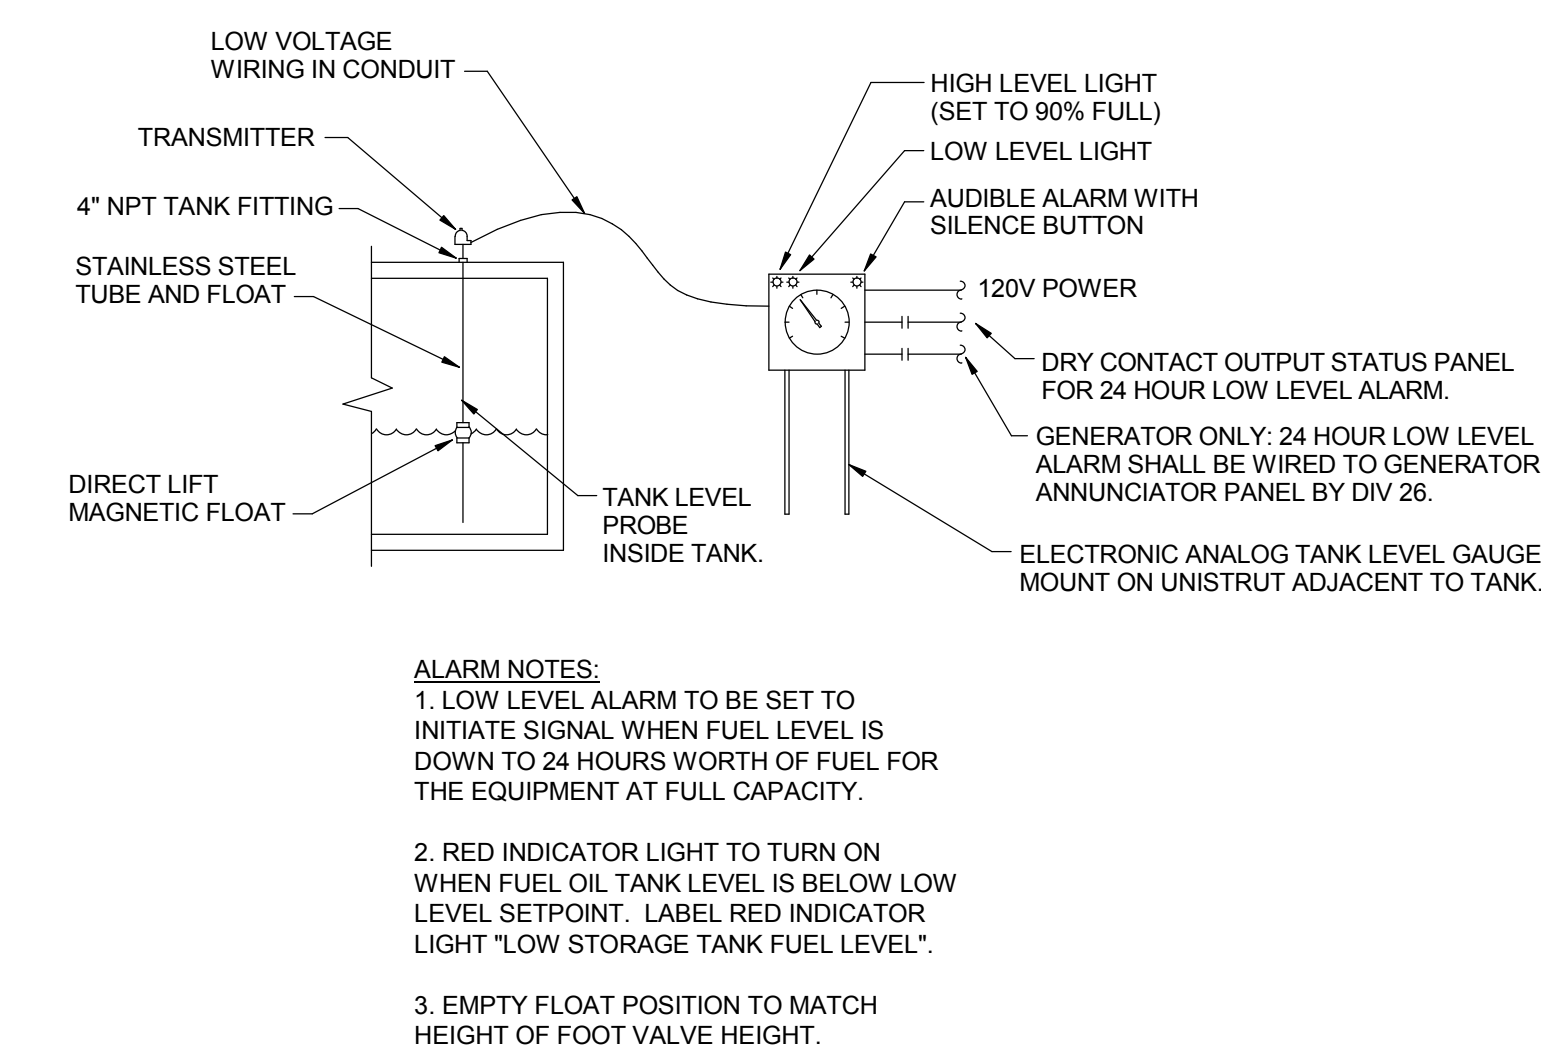 LOW VOLTAGE
WIRING IN CONDUIT
TRANSMITTER
4" NPT TANK FITTING
STAINLESS STEEL
TUBE AND FLOAT
DIRECT LIFT
MAGNETIC FLOAT
TANK LEVEL
PROBE
INSIDE TANK.
HIGH LEVEL LIGHT
(SET TO 90% FULL)
LOW LEVEL LIGHT
AUDIBLE ALARM WITH
SILENCE BUTTON
120V POWER
DRY CONTACT OUTPUT STATUS PANEL
FOR 24 HOUR LOW LEVEL ALARM.
GENERATOR ONLY: 24 HOUR LOW LEVEL
ALARM SHALL BE WIRED TO GENERATOR
ANNUNCIATOR PANEL BY DIV 26.
ELECTRONIC ANALOG TANK LEVEL GAUGE
MOUNT ON UNISTRUT ADJACENT TO TANK.
ALARM NOTES:
1. LOW LEVEL ALARM TO BE SET TO
INITIATE SIGNAL WHEN FUEL LEVEL IS
DOWN TO 24 HOURS WORTH OF FUEL FOR
THE EQUIPMENT AT FULL CAPACITY.
2. RED INDICATOR LIGHT TO TURN ON
WHEN FUEL OIL TANK LEVEL IS BELOW LOW
LEVEL SETPOINT.  LABEL RED INDICATOR
LIGHT "LOW STORAGE TANK FUEL LEVEL".
3. EMPTY FLOAT POSITION TO MATCH
HEIGHT OF FOOT VALVE HEIGHT.